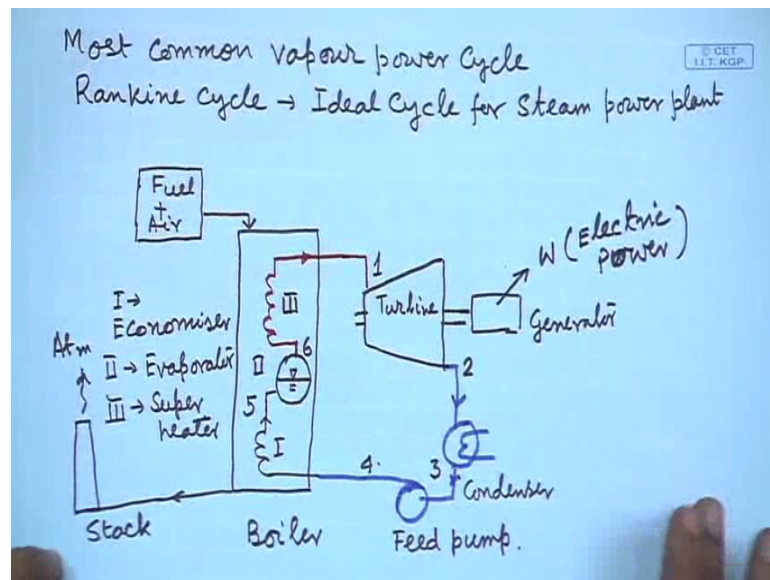 Most Common Vapour power Cycle
Rankine Cycle → Ideal Cycle for Steam power plant
© CET
I.I.T. KGP
Fuel
+
Air
W (Electric
power)
1
Turbine
Generator
2
I →
Economiser
Atm
II → Evaporator
III → Super
heater
III
6
II
5
I
4.
3
Condenser
Stack
Boiler
Feed pump.